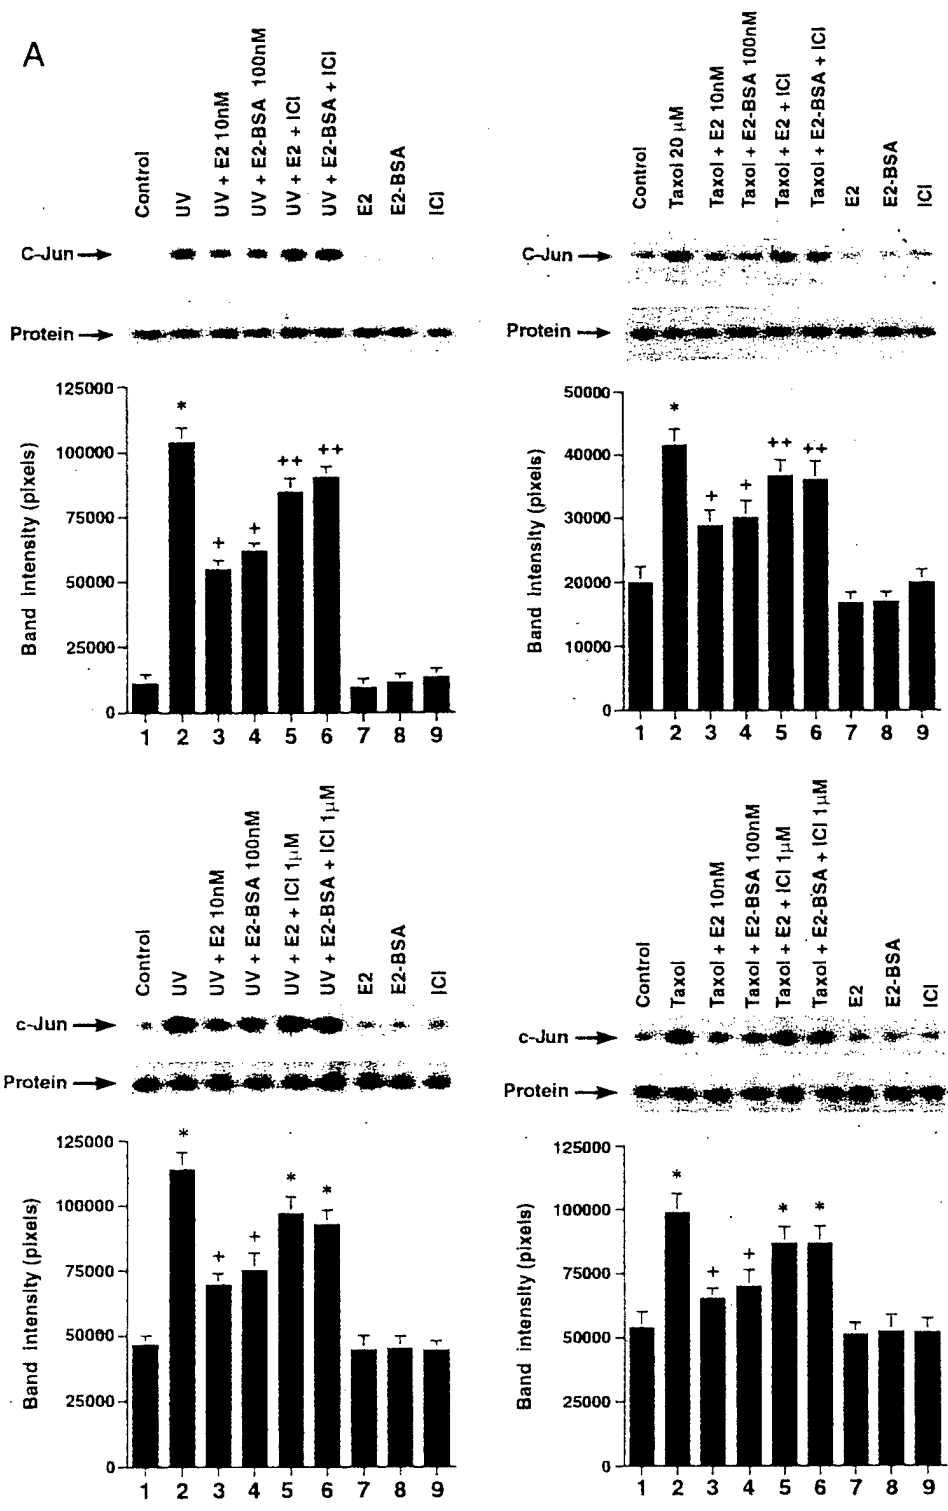 A
Control
UV
UV + E2 10nM
UV + E2-BSA 100nM
UV + E2 + ICI
UV + E2-BSA + ICI
E2
E2-BSA
ICI
C-Jun
Protein
Band intensity (pixels)
125000
100000
75000
50000
25000
0
*
+
+
++
++
1 2 3 4 5 6 7 8 9
Control
Taxol 20 µM
Taxol + E2 10nM
Taxol + E2-BSA 100nM
Taxol + E2 + ICI
Taxol + E2-BSA + ICI
E2
E2-BSA
ICI
C-Jun
Protein
Band intensity (pixels)
50000
40000
30000
20000
10000
0
*
+
+
++
++
1 2 3 4 5 6 7 8 9
Control
UV
UV + E2 10nM
UV + E2-BSA 100nM
UV + E2 + ICI 1µM
UV + E2-BSA + ICI 1µM
E2
E2-BSA
ICI
c-Jun
Protein
Band intensity (pixels)
125000
100000
75000
50000
25000
0
*
+
+
*
*
1 2 3 4 5 6 7 8 9
Control
Taxol
Taxol + E2 10nM
Taxol + E2-BSA 100nM
Taxol + E2 + ICI 1µM
Taxol + E2-BSA + ICI 1µM
E2
E2-BSA
ICI
c-Jun
Protein
Band intensity (pixels)
125000
100000
75000
50000
25000
0
*
+
+
*
*
1 2 3 4 5 6 7 8 9